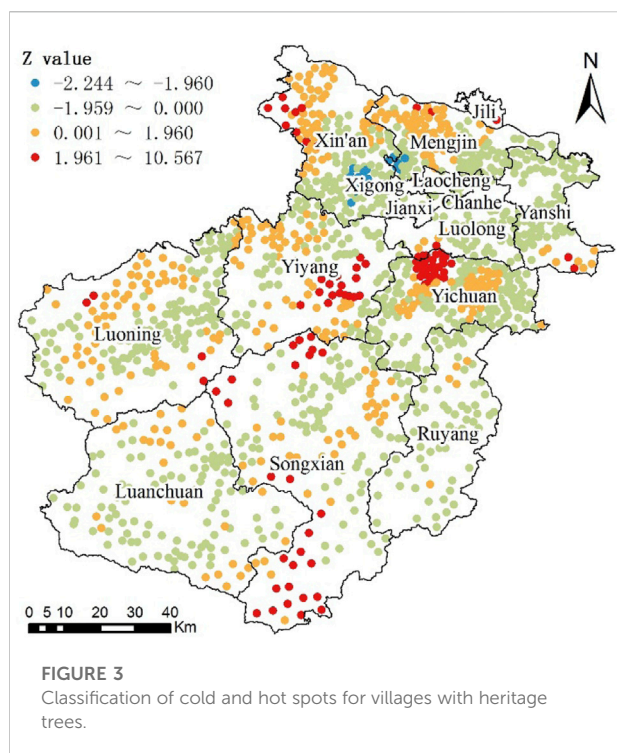 Z value
-2.244 ～ -1.960
-1.959 ～ 0.000
0.001 ～ 1.960
1.961 ～ 10.567
N
Jili
Xin'an
Mengjin
Xigong
Laocheng
Jianxi
Chanhe
Yanshi
Luolong
Yiyang
Yichuan
Luoning
Ruyang
Songxian
Luanchuan
0 5 10 20 30 40
Km
FIGURE 3
Classification of cold and hot spots for villages with heritage
trees.